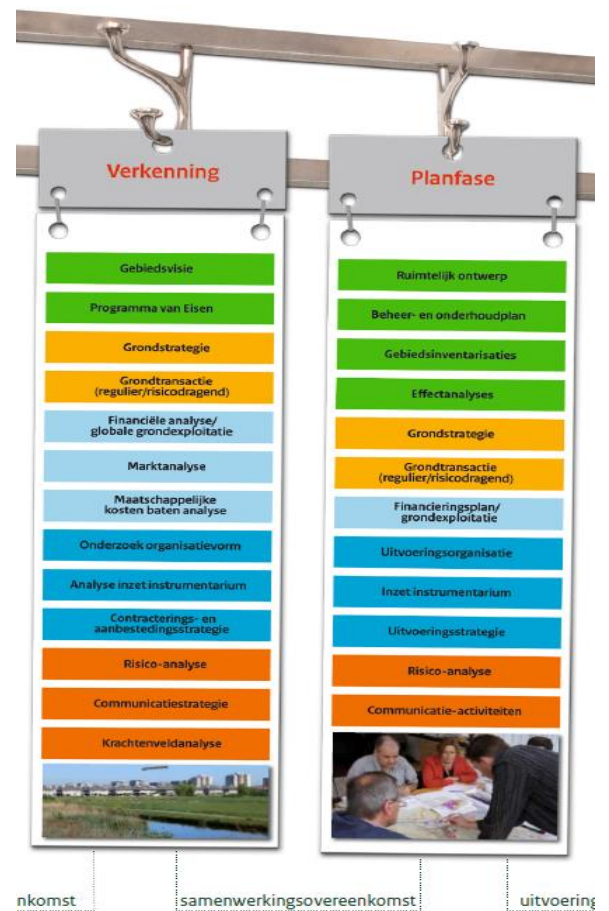 Verkenning
Gebiedsvisie
Programma van Eisen
Grondstrategie
Grondtransactie
(regulier/risicodragend)
Financiële analyse/
globale grondexploitatie
Marktanalyse
Maatschappelijke
kosten baten analyse
Onderzoek organisatievorm
Analyse inzet instrumentarium
Contracterings- en
aanbestedingsstrategie
Risico-analyse
Communicatiestrategie
Krachtenveldanalyse
Planfase
Ruimtelijk ontwerp
Beheer- en onderhoudplan
Gebiedsinventarisaties
Effectanalyses
Grondstrategie
Grondtransactie
(regulier/risicodragend)
Financieringsplan/
grondexploitatie
Uitvoeringsorganisatie
Inzet instrumentarium
Uitvoeringsstrategie
Risico-analyse
Communicatie-activiteiten
nkomst
samenwerkingsovereenkomst
uitvoering